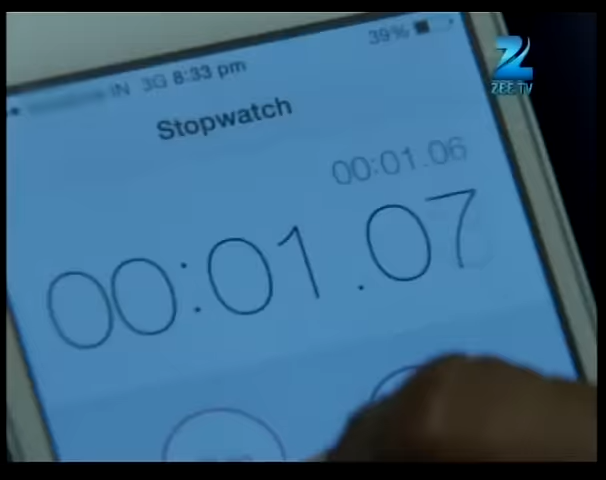 39%
IN 3G 8:33 pm
Z
ZEE TV
Stopwatch
00:01.06
00:01.07